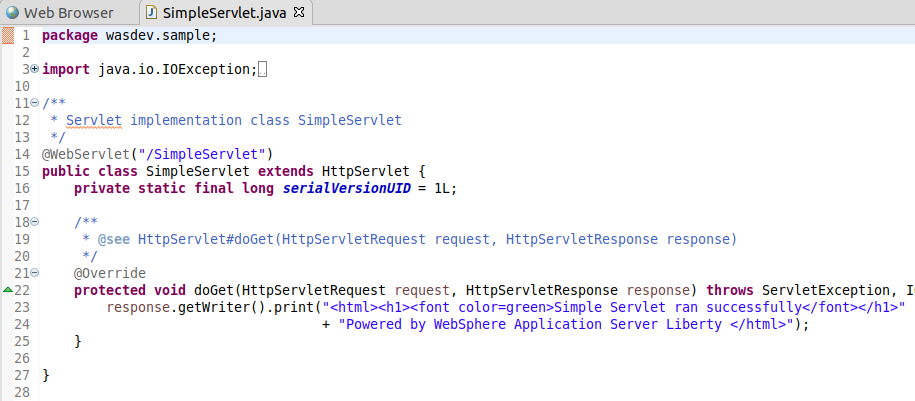 Web Browser SimpleServlet.java
1 package wasdev.sample;
2
3 import java.io.IOException;
10
11 /**
12 * Servlet implementation class SimpleServlet
13 */
14 @WebServlet("/SimpleServlet")
15 public class SimpleServlet extends HttpServlet {
16 private static final long serialVersionUID = 1L;
17
18 /**
19 * @see HttpServlet#doGet(HttpServletRequest request, HttpServletResponse response)
20 */
21 @Override
22 protected void doGet(HttpServletRequest request, HttpServletResponse response) throws ServletException, I
23 response.getWriter().print("<html><h1><font color=green>Simple Servlet ran successfully</font></h1>"
24 + "Powered by WebSphere Application Server Liberty </html>");
25 }
26
27 }
28